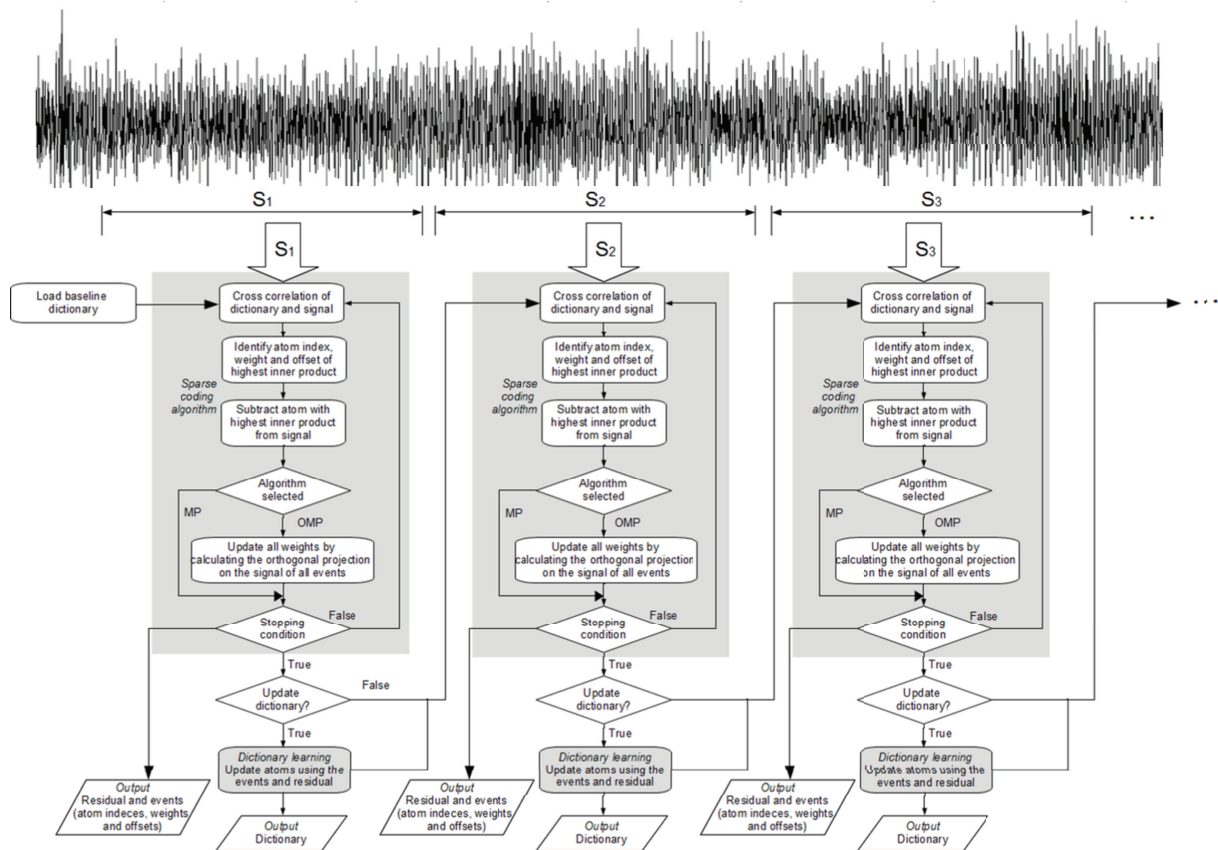 S1
S2
S3
...
S1
S2
S3
Load baseline
dictionary
Cross correlation of
dictionary and signal
Identify atom index,
weight and offset of
highest inner product
Sparse
coding
algorithm
Subtract atom with
highest inner product
from signal
Algorithm
selected
MP
OMP
Update all weights by
calculating the orthogonal projection
on the signal of all events
Stopping
condition
False
True
Update
dictionary?
False
True
Dictionary learning
Update atoms using the
events and residual
Output
Residual and events
(atom indeces, weights
and offsets)
Output
Dictionary
Cross correlation of
dictionary and signal
Identify atom index,
weight and offset of
highest inner product
Sparse
coding
algorithm
Subtract atom with
highest inner product
from signal
Algorithm
selected
MP
OMP
Update all weights by
calculating the orthogonal projection
on the signal of all events
Stopping
condition
False
True
Update
dictionary?
True
Dictionary learning
Update atoms using the
events and residual
Output
Residual and events
(atom indeces, weights
and offsets)
Output
Dictionary
Cross correlation of
dictionary and signal
...
Identify atom index,
weight and offset of
highest inner product
Sparse
coding
algorithm
Subtract atom with
highest inner product
from signal
Algorithm
selected
MP
OMP
Update all weights by
calculating the orthogonal projection
on the signal of all events
Stopping
condition
False
True
Update
dictionary?
True
Dictionary learning
Update atoms using the
events and residual
Output
Residual and events
(atom indeces, weights
and offsets)
Output
Dictionary